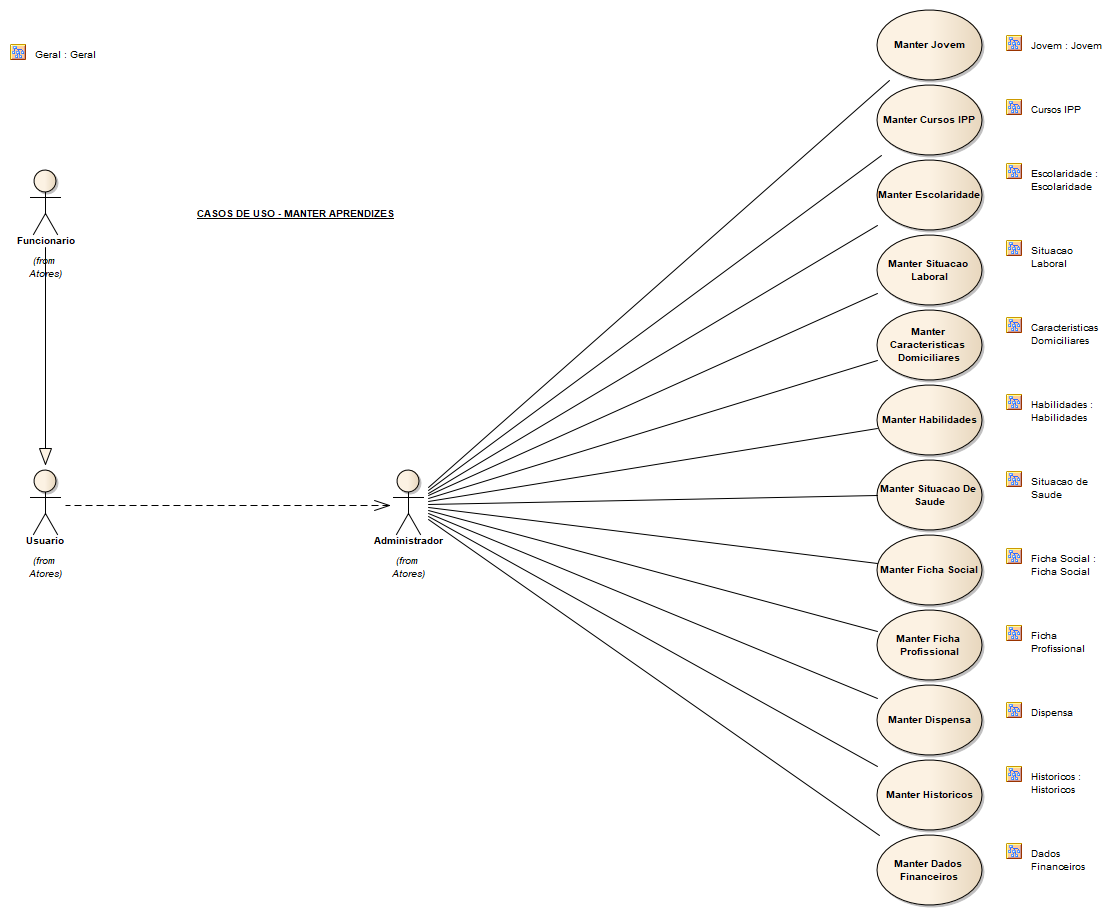 Geral : Geral
CASOS DE USO - MANTER APRENDIZES
Funcionario
(from
Atores)
Usuario
(from
Atores)
Administrador
(from
Atores)
Manter Jovem
Jovem : Jovem
Manter Cursos IPP
Cursos IPP
Manter Escolaridade
Escolaridade :
Escolaridade
Manter Situacao
Laboral
Situacao
Laboral
Manter
Caracteristicas
Domiciliares
Caracteristicas
Domiciliares
Manter Habilidades
Habilidades :
Habilidades
Manter Situacao De
Saude
Situacao de
Saude
Manter Ficha Social
Ficha Social :
Ficha Social
Manter Ficha
Profissional
Ficha
Profissional
Manter Dispensa
Dispensa
Manter Historicos
Historicos :
Historicos
Manter Dados
Financeiros
Dados
Financeiros